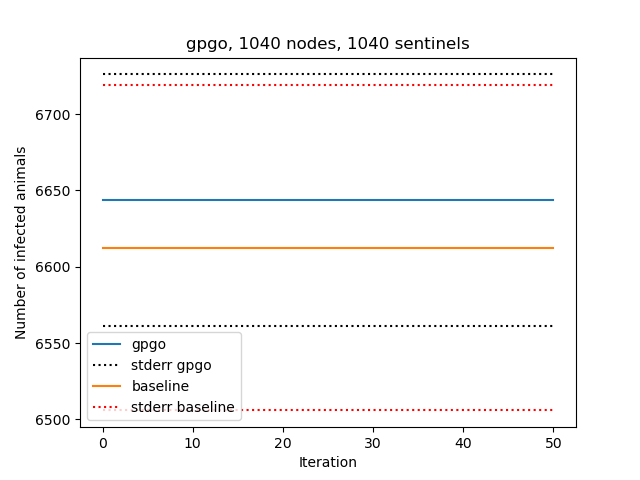 gpgo, 1040 nodes, 1040 sentinels
Number of infected animals
6700
6650
6600
6550
6500
gpgo
stderr gpgo
baseline
stderr baseline
0 10 20 30 40 50
Iteration